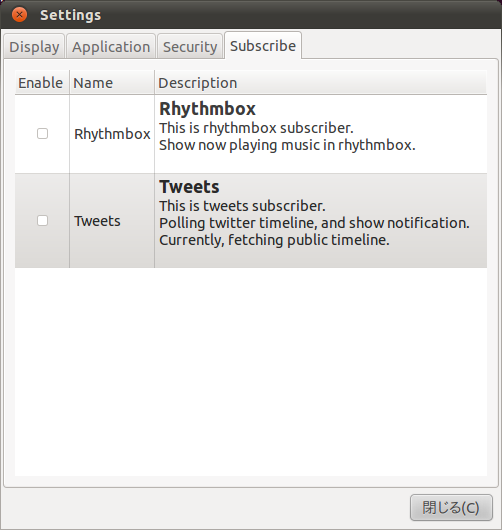 Settings
Display Application Security Subscribe
Enable Name Description
Rhythmbox
This is rhythmbox subscriber.
Rhythmbox
Show now playing music in rhythmbox.
Tweets
This is tweets subscriber.
Tweets
Polling twitter timeline, and show notification.
Currently, fetching public timeline.
閉じる(C)